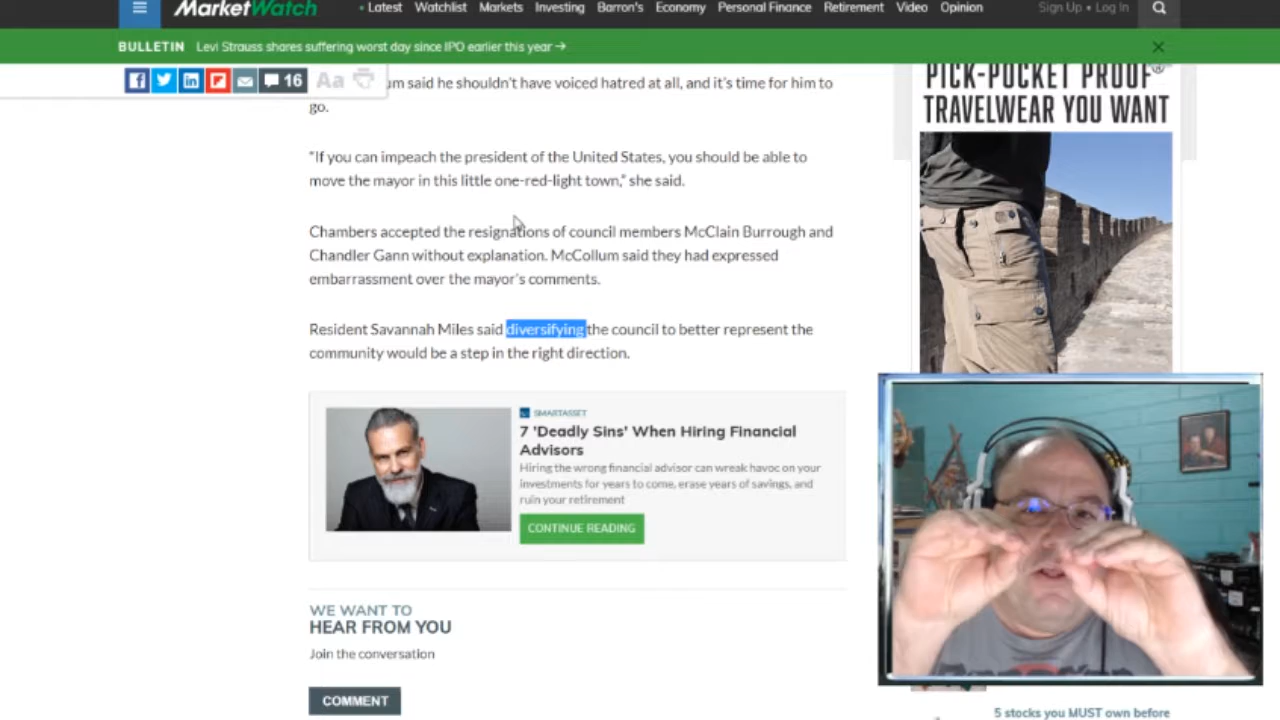 MarketWatch
Latest Watchlist Markets Investing Barron's Economy Personal Finance Retirement Video Opinion
Sign Up • Log In
BULLETIN Levi Strauss shares suffering worst day since IPO earlier this year →
16 Aa
um said he shouldn't have voiced hatred at all, and it's time for him to
go.
"If you can impeach the president of the United States, you should be able to
move the mayor in this little one-red-light town," she said.
Chambers accepted the resignations of council members McClain Burrough and
Chandler Gann without explanation. McCollum said they had expressed
embarrassment over the mayor's comments.
Resident Savannah Miles said diversifying the council to better represent the
community would be a step in the right direction.
SMARTASSET
7 'Deadly Sins' When Hiring Financial
Advisors
Hiring the wrong financial advisor can wreak havoc on your
investments for years to come, erase years of savings, and
ruin your retirement
CONTINUE READING
WE WANT TO
HEAR FROM YOU
Join the conversation
COMMENT
PICK-POCKET PROOF®
TRAVELWEAR YOU WANT
5 stocks you MUST own before